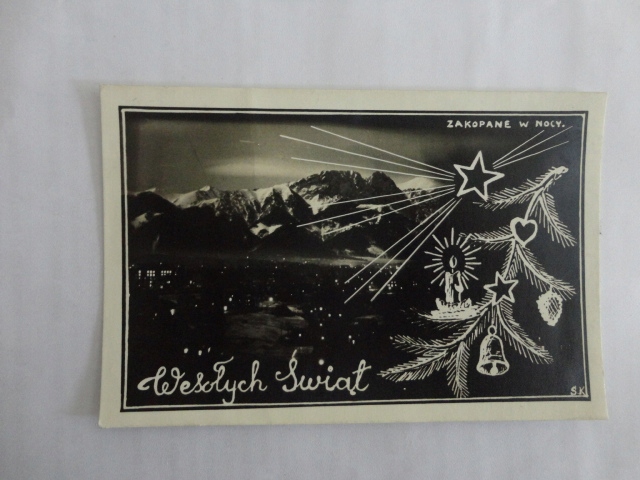 ZAKOPANE W NOCY.
Wesołych Świąt
S.K.